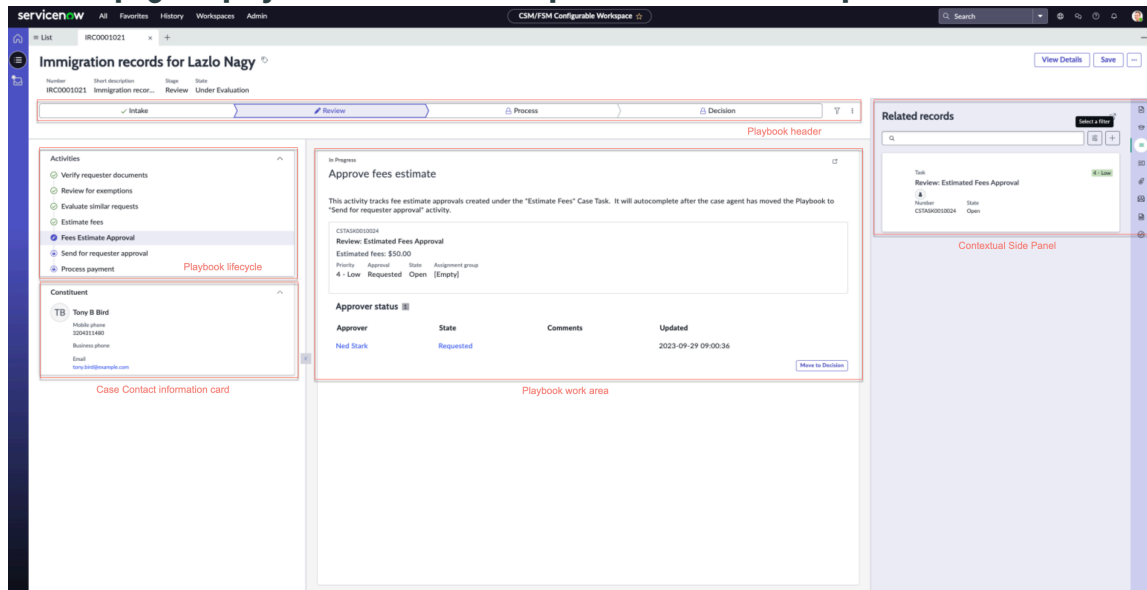 servicenow All Favorites History Workspaces Admin CSM/FSM Configurable Workspace Search
List IRC0001021 × +
Immigration records for Lazlo Nagy View Details Save
Number Short description Stage State
IRC0001021 Immigration recor... Review Under Evaluation
Intake Review Process Decision
Playbook header
Related records
Select a filter
Activities
Verify requester documents
Review for exemptions
Evaluate similar requests
Estimate fees
Fees Estimate Approval
Send for requester approval
Process payment
Playbook lifecycle
Constituent
TB Tony B Bird
Mobile phone
3204311480
Business phone
Email
tony.bird@example.com
Case Contact information card
In Progress
Approve fees estimate
This activity tracks fee estimate approvals created under the "Estimate Fees" Case Task. It will autocomplete after the case agent has moved the Playbook to
"Send for requester approval" activity.
CSTASK0010024
Review: Estimated Fees Approval
Estimated fees: $50.00
Priority Approval State Assignment group
4 - Low Requested Open [Empty]
Approver status 1
Approver State Comments Updated
Ned Stark Requested 2023-09-29 09:00:36
Move to Decision
Playbook work area
Task 4 - Low
Review: Estimated Fees Approval
Number State
CSTASK0010024 Open
Contextual Side Panel